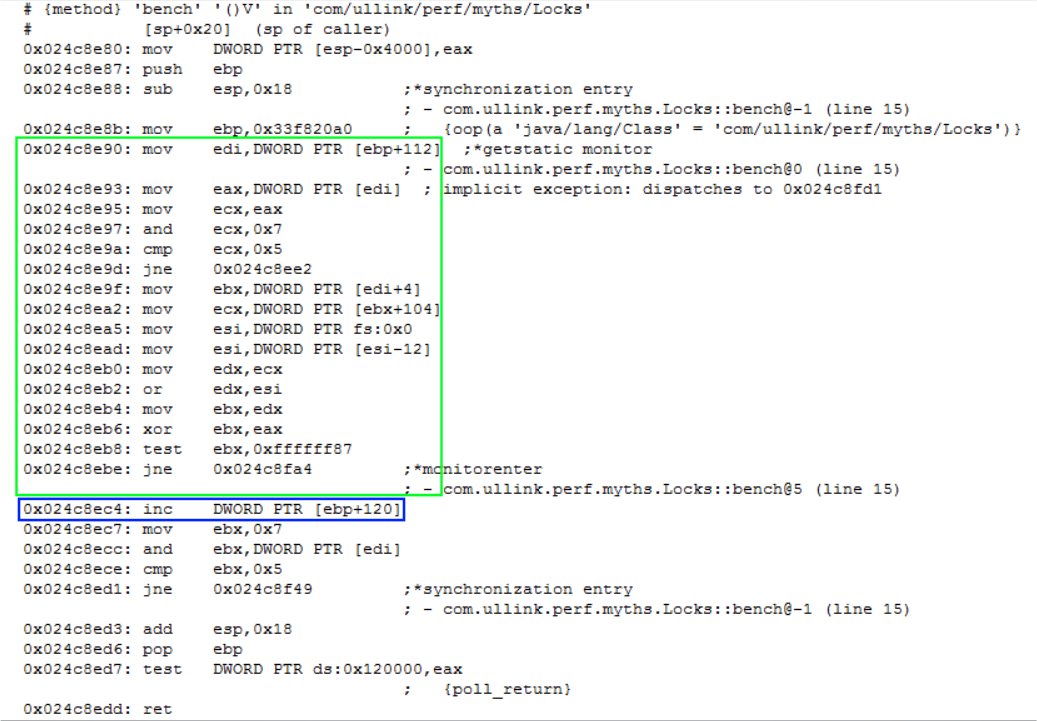 # {method} 'bench' '()V' in 'com/ullink/perf/myths/Locks'
#           [sp+0x20]  (sp of caller)
0x024c8e80: mov    DWORD PTR [esp-0x4000],eax
0x024c8e87: push   ebp
0x024c8e88: sub    esp,0x18           ;*synchronization entry
; - com.ullink.perf.myths.Locks::bench@-1 (line 15)
0x024c8e8b: mov    ebp,0x33f820a0     ;   {oop(a 'java/lang/Class' = 'com/ullink/perf/myths/Locks')}
0x024c8e90: mov    edi,DWORD PTR [ebp+112]  ;*getstatic monitor
; - com.ullink.perf.myths.Locks::bench@0 (line 15)
0x024c8e93: mov    eax,DWORD PTR [edi]  ; implicit exception: dispatches to 0x024c8fd1
0x024c8e95: mov    ecx,eax
0x024c8e97: and    ecx,0x7
0x024c8e9a: cmp    ecx,0x5
0x024c8e9d: jne    0x024c8ee2
0x024c8e9f: mov    ebx,DWORD PTR [edi+4]
0x024c8ea2: mov    ecx,DWORD PTR [ebx+104]
0x024c8ea5: mov    esi,DWORD PTR fs:0x0
0x024c8ead: mov    esi,DWORD PTR [esi-12]
0x024c8eb0: mov    edx,ecx
0x024c8eb2: or     edx,esi
0x024c8eb4: mov    ebx,edx
0x024c8eb6: xor    ebx,eax
0x024c8eb8: test   ebx,0xffffff87
0x024c8ebe: jne    0x024c8fa4         ;*monitorenter
; - com.ullink.perf.myths.Locks::bench@5 (line 15)
0x024c8ec4: inc    DWORD PTR [ebp+120]
0x024c8ec7: mov    ebx,0x7
0x024c8ecc: and    ebx,DWORD PTR [edi]
0x024c8ece: cmp    ebx,0x5
0x024c8ed1: jne    0x024c8f49         ;*synchronization entry
; - com.ullink.perf.myths.Locks::bench@-1 (line 15)
0x024c8ed3: add    esp,0x18
0x024c8ed6: pop    ebp
0x024c8ed7: test   DWORD PTR ds:0x120000,eax
;   {poll_return}
0x024c8edd: ret